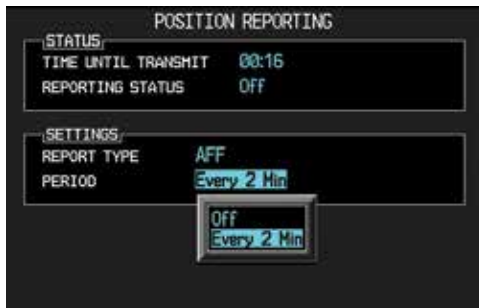 POSITION REPORTING
STATUS
TIME UNTIL TRANSMIT 00:16
REPORTING STATUS Off
SETTINGS
REPORT TYPE AFF
PERIOD Every 2 Min
Off
Every 2 Min